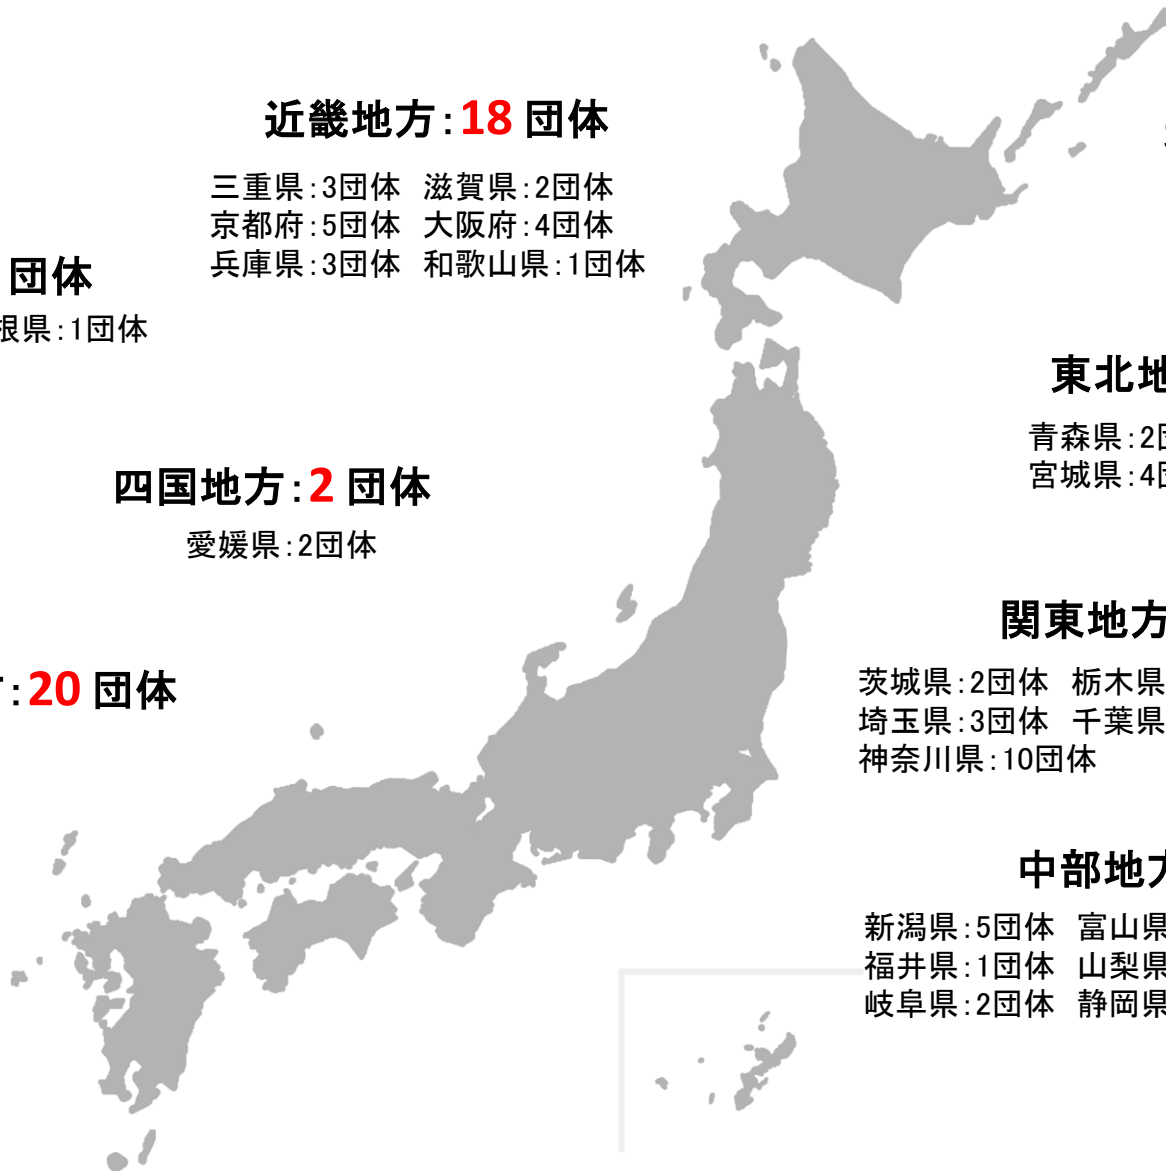 近畿地方：18 団体
三重県：3団体 滋賀県：2団体
京都府：5団体 大阪府：4団体
兵庫県：3団体 和歌山県：1団体
団体
根県：1団体
東北地
青森県：2団
宮城県：4団
四国地方：2 団体
愛媛県：2団体
関東地方
茨城県：2団体 栃木県
埼玉県：3団体 千葉県
神奈川県：10団体
：20 団体
中部地方
新潟県：5団体 富山県
福井県：1団体 山梨県
岐阜県：2団体 静岡県